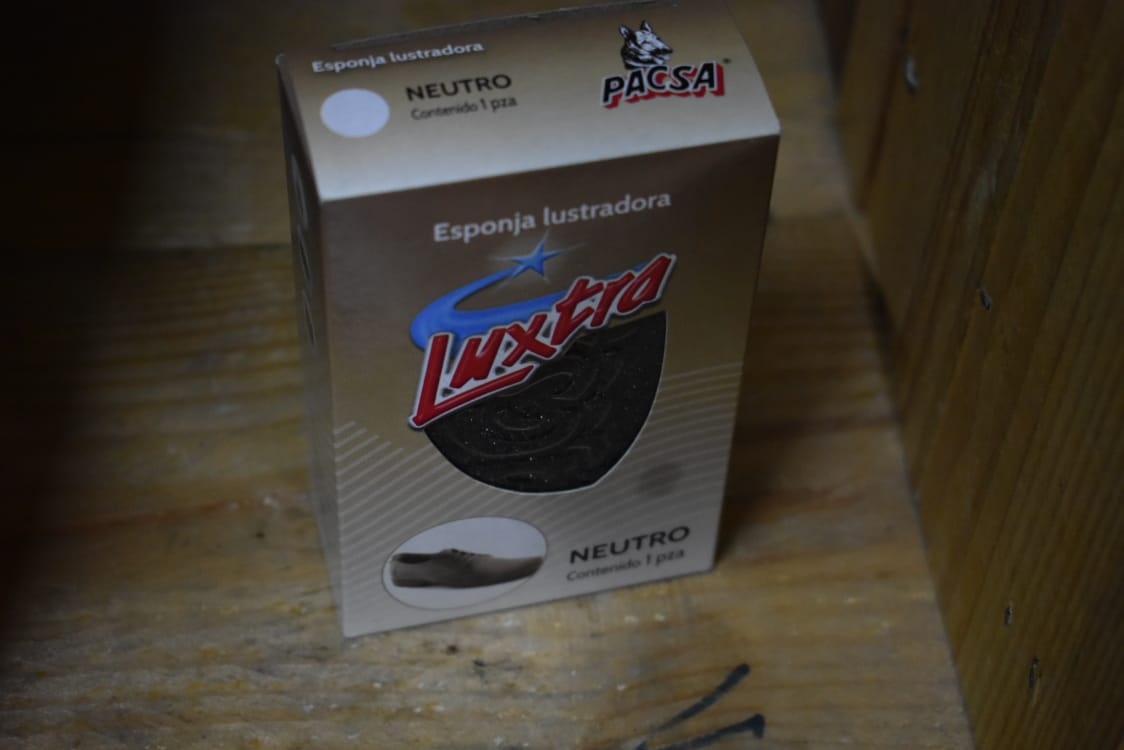 Esponja lustradora
NEUTRO
Contenido 1 pza
PACSA
Esponja lustradora
Luxtra
NEUTRO
Contenido 1 pza